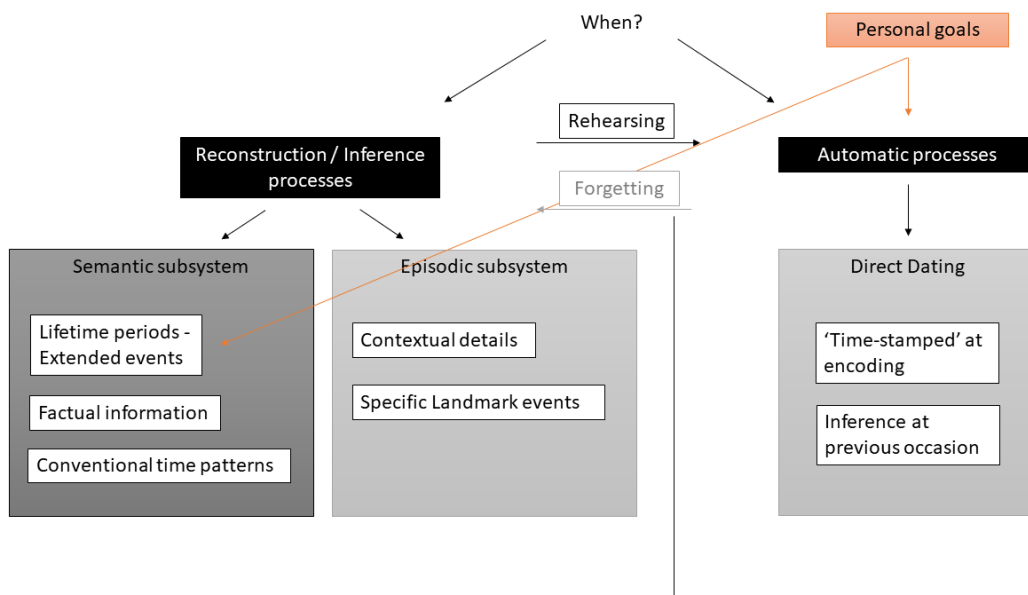 When?
Personal goals
Rehearsing
Reconstruction / Inference
processes
Automatic processes
Forgetting
Semantic subsystem
Episodic subsystem
Direct Dating
Lifetime periods -
Extended events
Factual information
Conventional time patterns
Contextual details
Specific Landmark events
‘Time-stamped’ at
encoding
Inference at
previous occasion